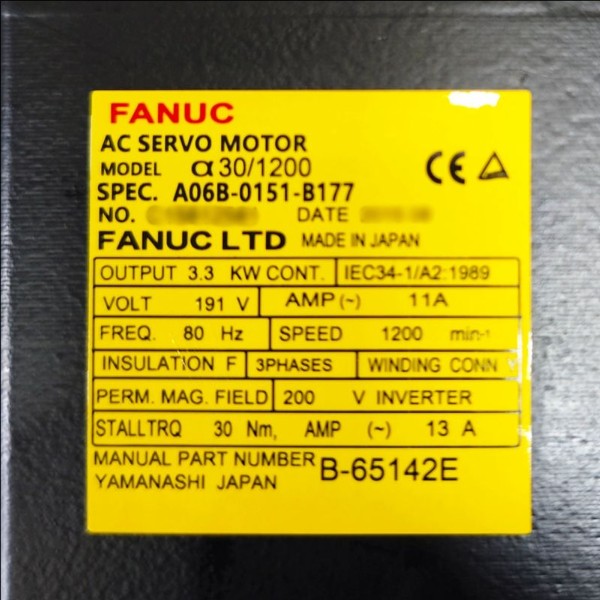 FANUC
AC SERVO MOTOR
MODEL α30/1200
SPEC. A06B-0151-B177
NO. DATE
FANUC LTD MADE IN JAPAN
OUTPUT 3.3 KW CONT. IEC34-1/A2:1989
VOLT 191 V AMP (~) 11A
FREQ. 80 Hz SPEED 1200 min-1
INSULATION F 3PHASES WINDING CONN
PERM. MAG. FIELD 200 V INVERTER
STALLTRQ 30 Nm, AMP (~) 13 A
MANUAL PART NUMBER B-65142E
YAMANASHI JAPAN
CE